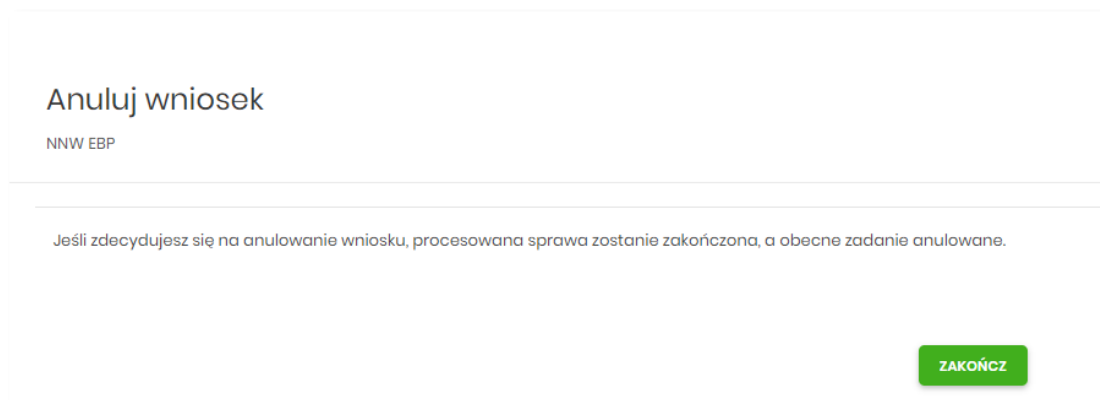 Anuluj wniosek
NNW EBP
Jeśli zdecydujesz się na anulowanie wniosku, procesowana sprawa zostanie zakończona, a obecne zadanie anulowane.
ZAKOŃCZ